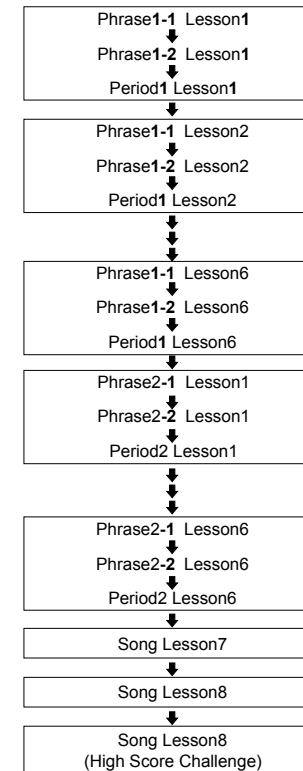 Phrase1-1 Lesson1
Phrase1-2 Lesson1
Period1 Lesson1
Phrase1-1 Lesson2
Phrase1-2 Lesson2
Period1 Lesson2
Phrase1-1 Lesson6
Phrase1-2 Lesson6
Period1 Lesson6
Phrase2-1 Lesson1
Phrase2-2 Lesson1
Period2 Lesson1
Phrase2-1 Lesson6
Phrase2-2 Lesson6
Period2 Lesson6
Song Lesson7
Song Lesson8
Song Lesson8
(High Score Challenge)